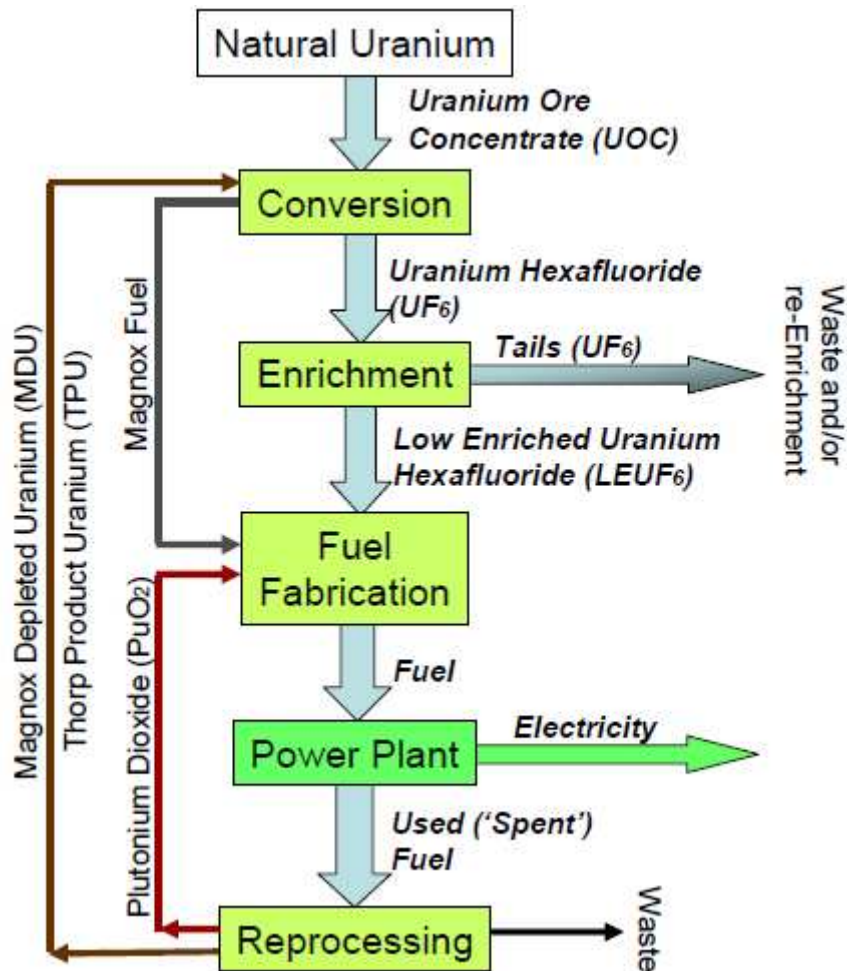 Natural Uranium
Uranium Ore
Concentrate (UOC)
Conversion
Uranium Hexafluoride
(UF₆)
Enrichment
Tails (UF₆)
Waste and/or
re-Enrichment
Low Enriched Uranium
Hexafluoride (LEUF₆)
Fuel
Fabrication
Fuel
Power Plant
Electricity
Used (‘Spent’)
Fuel
Reprocessing
Waste
Magnox Depleted Uranium (MDU)
Thorp Product Uranium (TPU)
Magnox Fuel
Plutonium Dioxide (PuO₂)